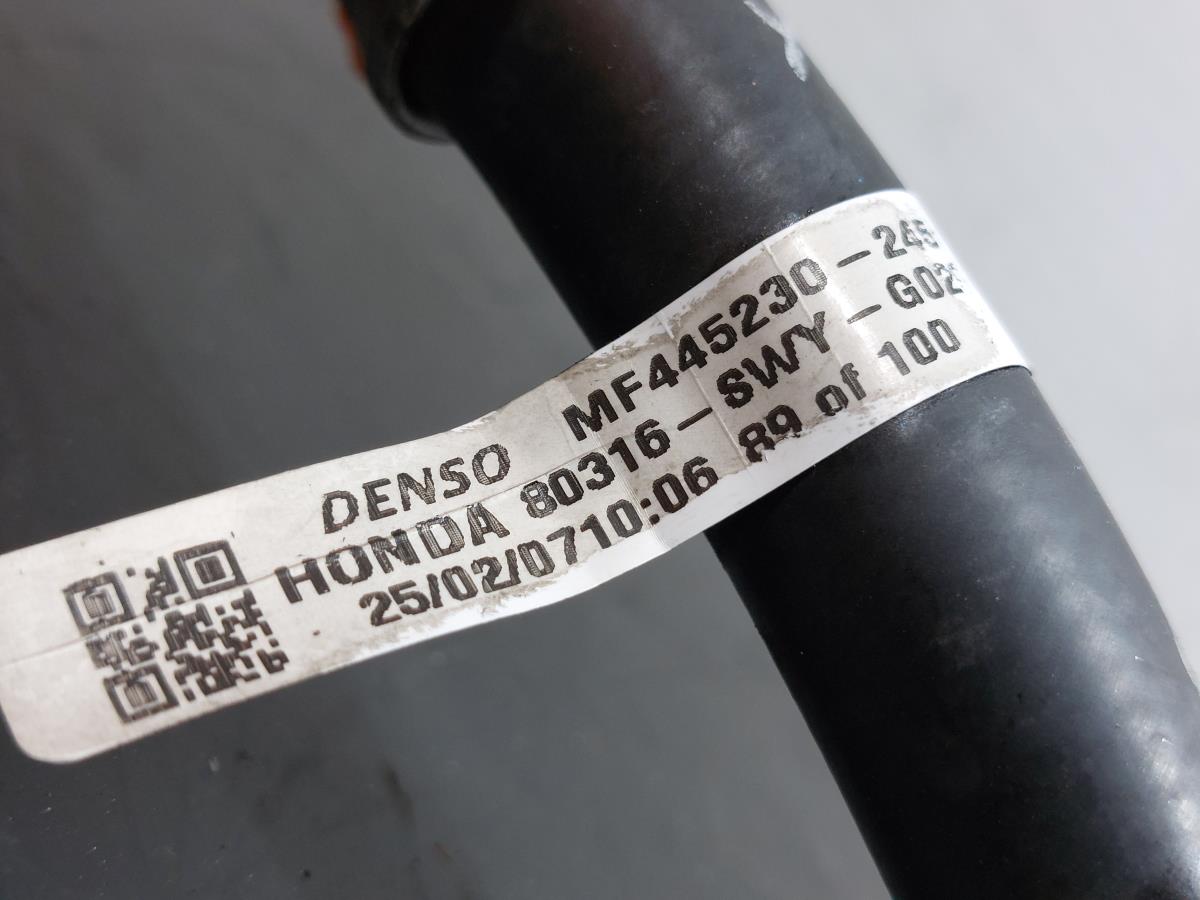 DENSO MF445230-245
HONDA 80316-SWY-G02
25/02/0710:06 89 of 100